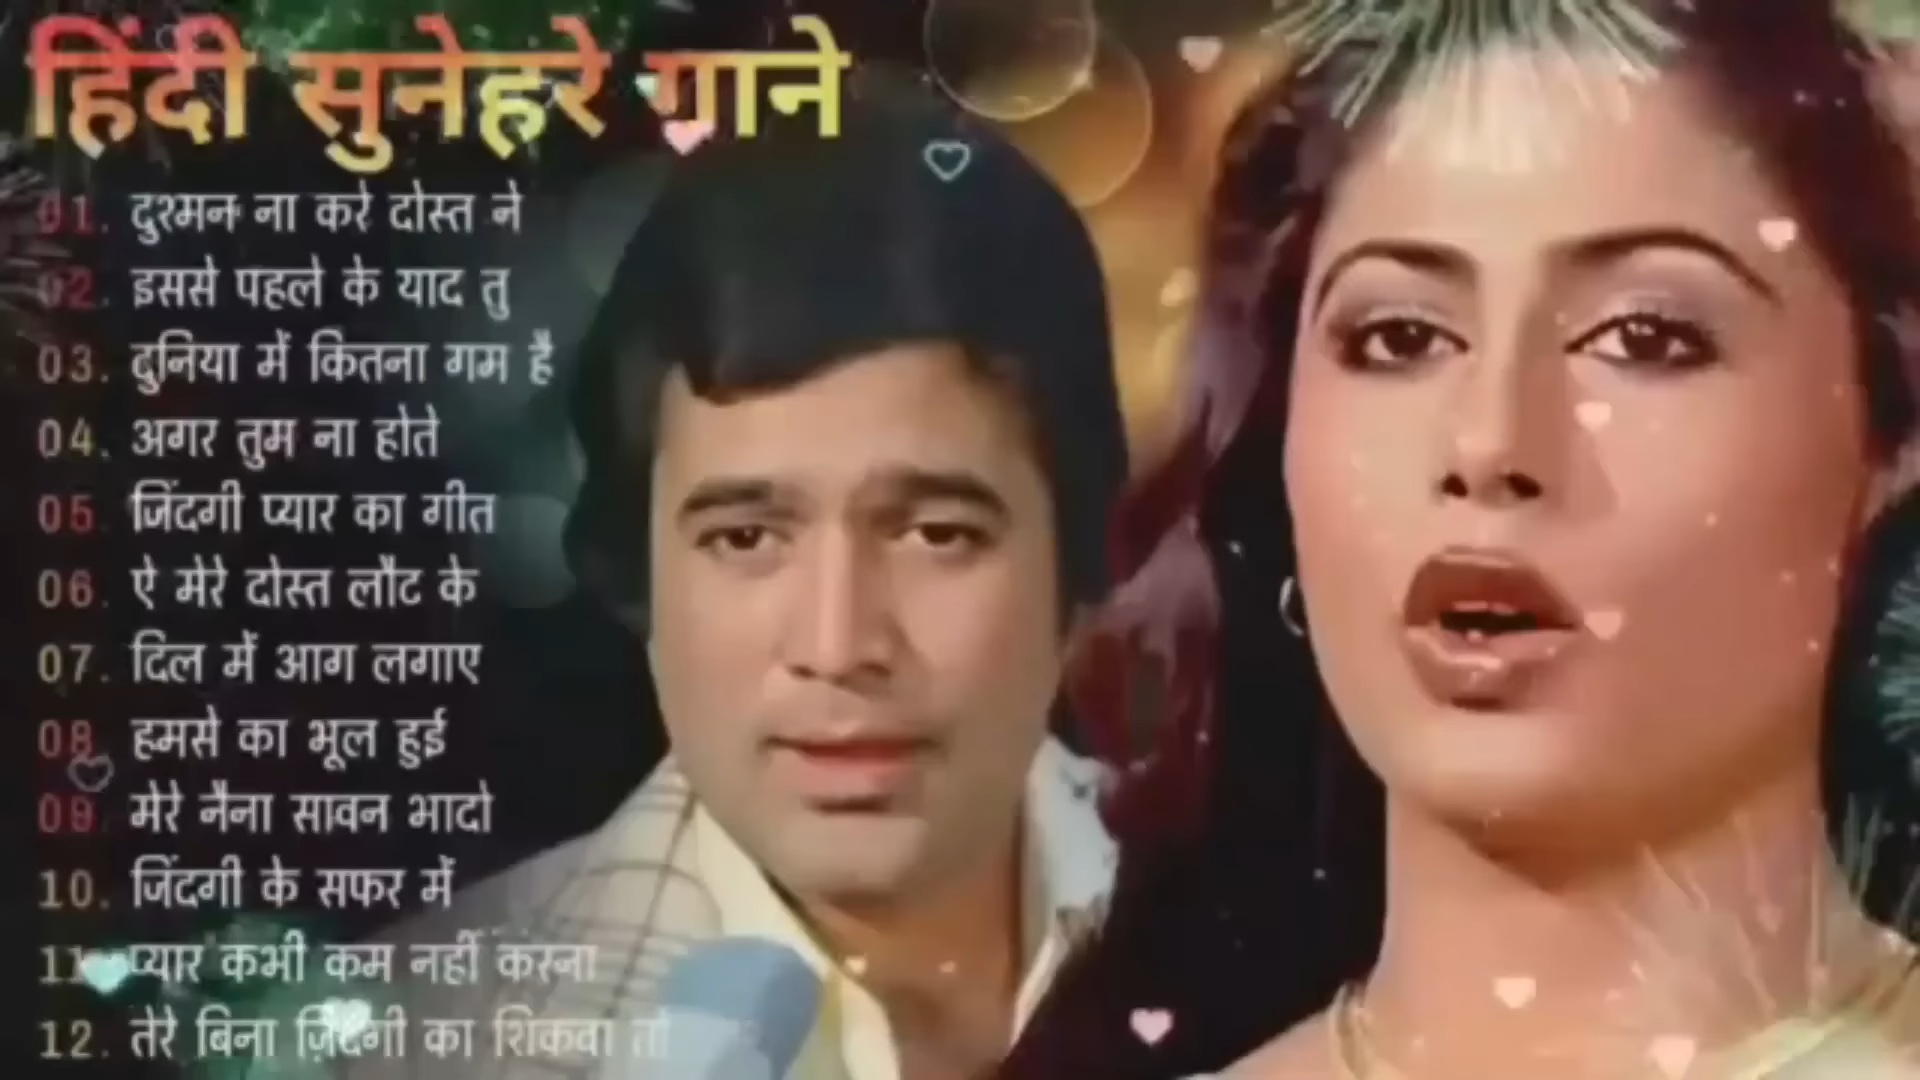 हिंदी सुनेहरे गाने
01. दुश्मन ना करे दोस्त ने
02. इससे पहले के याद तु
03. दुनिया में कितना गम है
04. अगर तुम ना होते
05. जिंदगी प्यार का गीत
06. ऐ मेरे दोस्त लौट के
07. दिल में आग लगाए
08. हमसे का भूल हुई
09. मेरे नैना सावन भादो
10. जिंदगी के सफर में
11. प्यार कभी कम नहीं करना
12. तेरे बिना ज़िंदगी का शिकवा तो